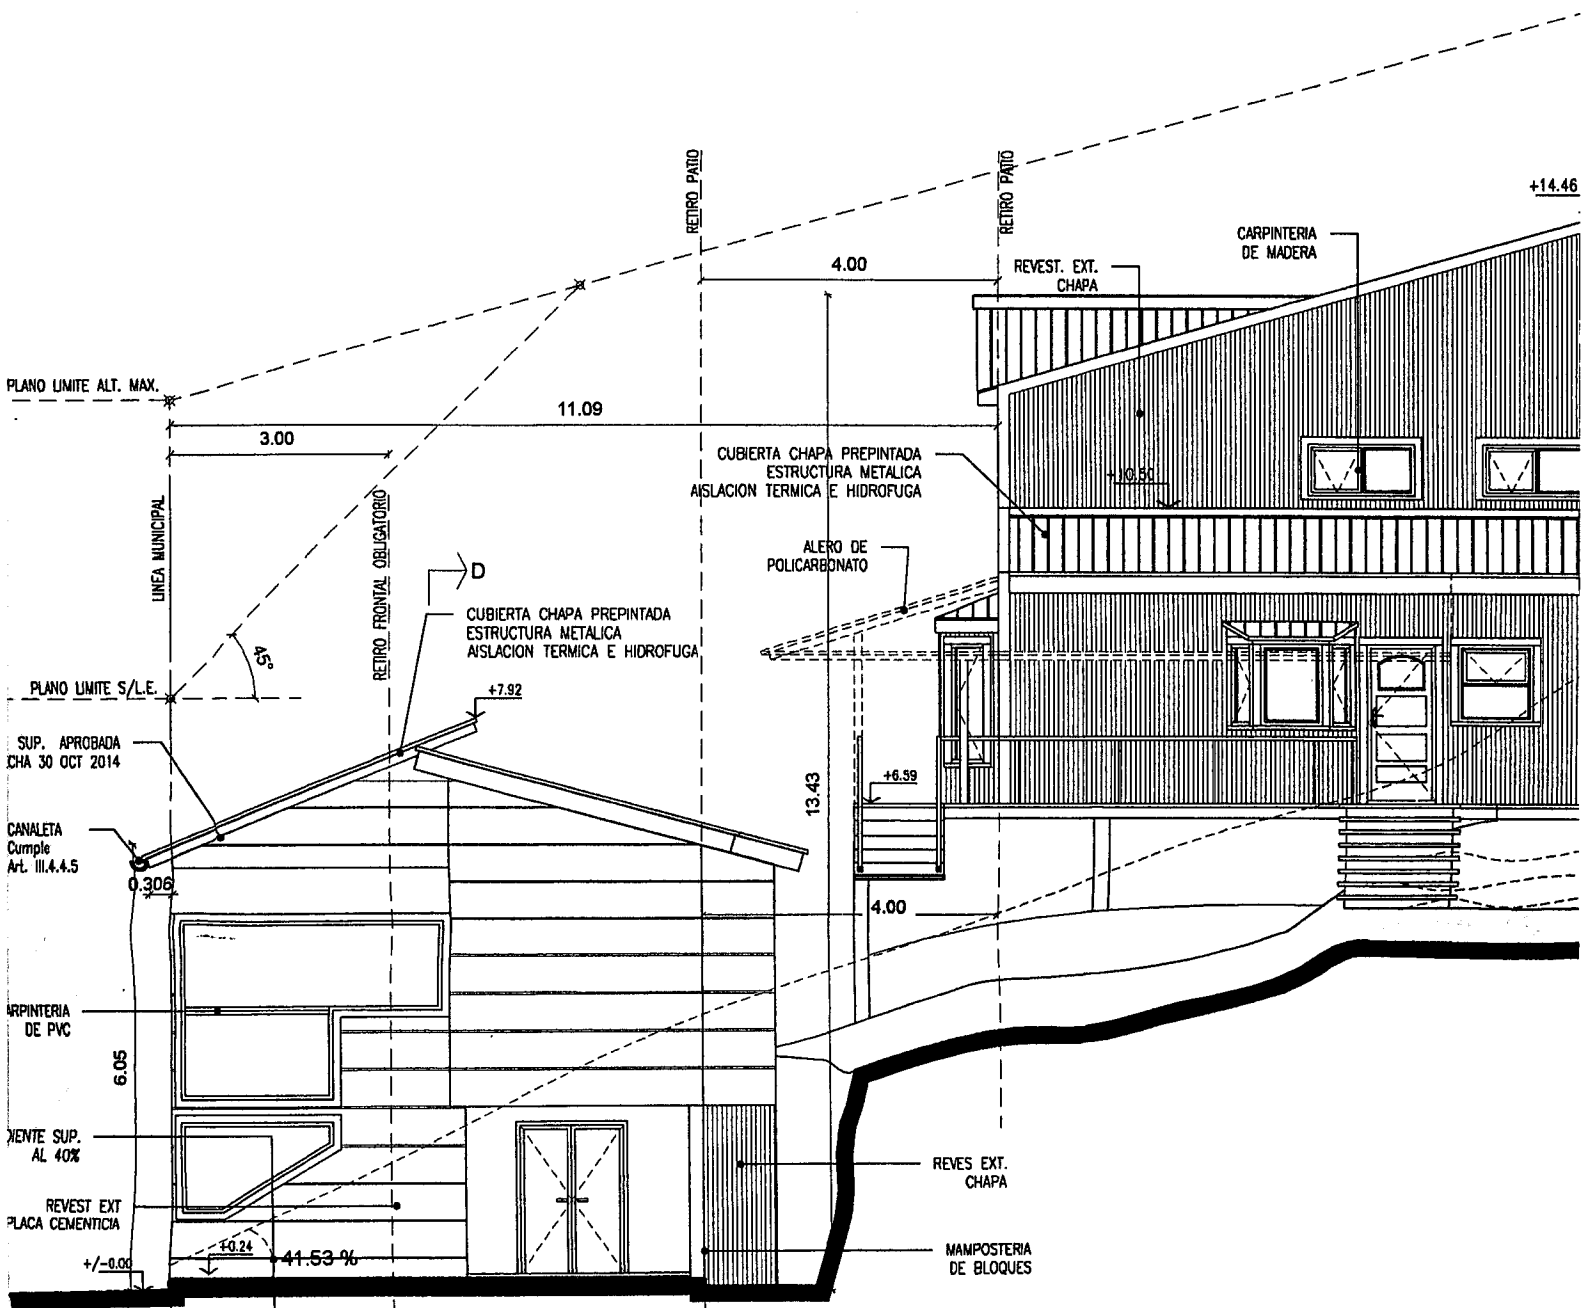 RETIRO PATIO
RETIRO PATIO
+14.46
CARPINTERIA
DE MADERA
4.00
REVEST. EXT.
CHAPA
PLANO LIMITE ALT. MAX.
11.09
3.00
CUBIERTA CHAPA PREPINTADA
ESTRUCTURA METALICA
AISLACION TERMICA E HIDROFUGA
+10.50
LINEA MUNICIPAL
RETIRO FRONTAL OBLIGATORIO
ALERO DE
POLICARBONATO
D
CUBIERTA CHAPA PREPINTADA
ESTRUCTURA METALICA
AISLACION TERMICA E HIDROFUGA
45°
PLANO LIMITE S/L.E.
+7.92
SUP. APROBADA
CHA 30 OCT 2014
13.43
+6.59
CANALETA
Cumple
Art. III.4.4.5
0.306
4.00
ARPINTERIA
DE PVC
6.05
DIENTE SUP.
AL 40%
REVES EXT.
CHAPA
REVEST EXT
PLACA CEMENTICIA
+0.24
41.53 %
+/-0.00
MAMPOSTERIA
DE BLOQUES